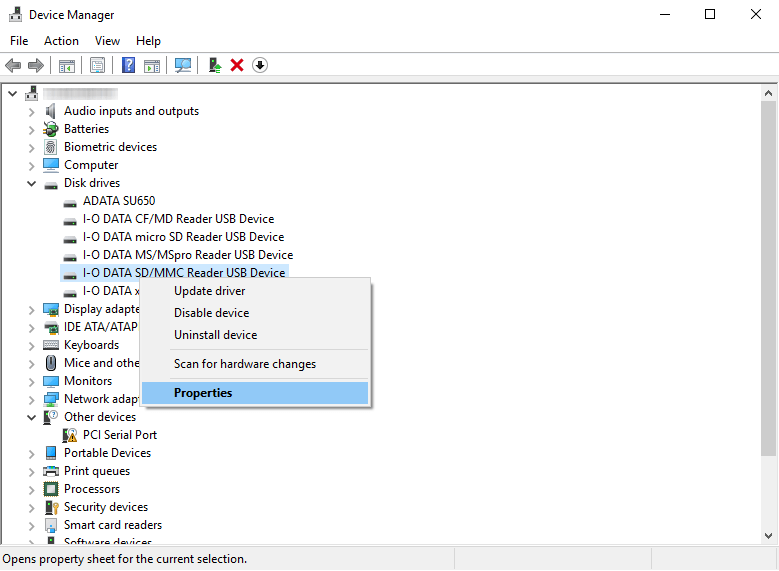 Device Manager
File Action View Help
Audio inputs and outputs
Batteries
Biometric devices
Computer
Disk drives
ADATA SU650
I-O DATA CF/MD Reader USB Device
I-O DATA micro SD Reader USB Device
I-O DATA MS/MSpro Reader USB Device
I-O DATA SD/MMC Reader USB Device
I-O DATA x
Update driver
Disable device
Uninstall device
Scan for hardware changes
Properties
Display adapte
IDE ATA/ATAP
Keyboards
Mice and othe
Monitors
Network adap
Other devices
PCI Serial Port
Portable Devices
Print queues
Processors
Security devices
Smart card readers
Software devices
Opens property sheet for the current selection.